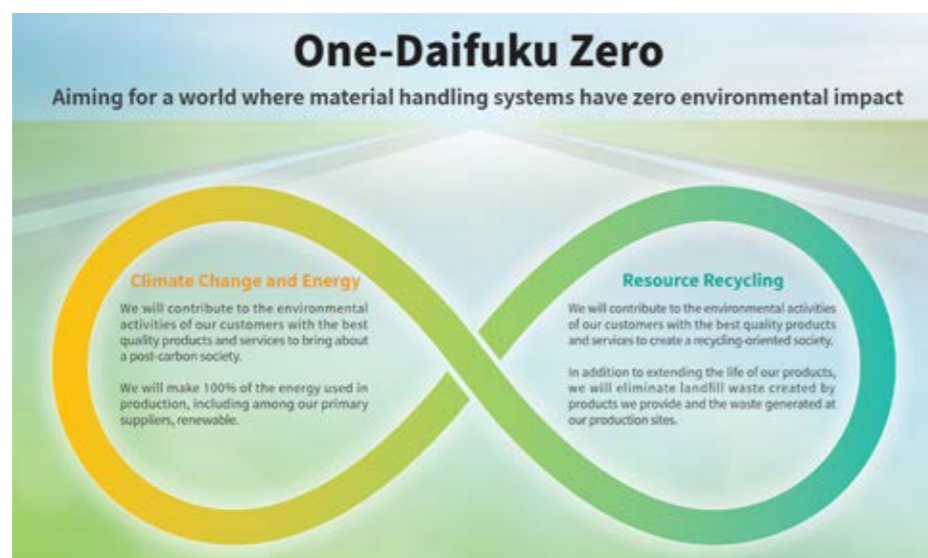 One-Daifuku Zero
Aiming for a world where material handling systems have zero environmental impact
Climate Change and Energy
We will contribute to the environmental
activities of our customers with the best
quality products and services to bring about
a post-carbon society.
We will make 100% of the energy used in
production, including among our primary
suppliers, renewable.
Resource Recycling
We will contribute to the environmental activities
of our customers with the best quality products
and services to create a recycling-oriented society.
In addition to extending the life of our products,
we will eliminate landfill waste created by
products we provide and the waste generated at
our production sites.